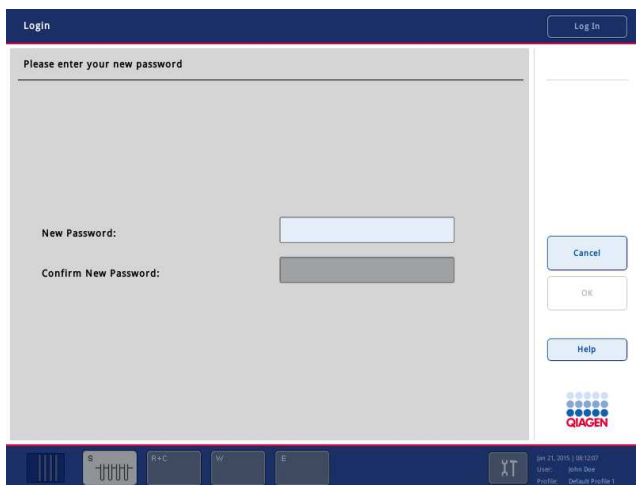 Login
Log In
Please enter your new password
New Password:
Confirm New Password:
Cancel
OK
Help
QIAGEN
S
R+C
W
E
Jan 21, 2015 | 08:12:07
User: John Doe
Profile: Default Profile 1